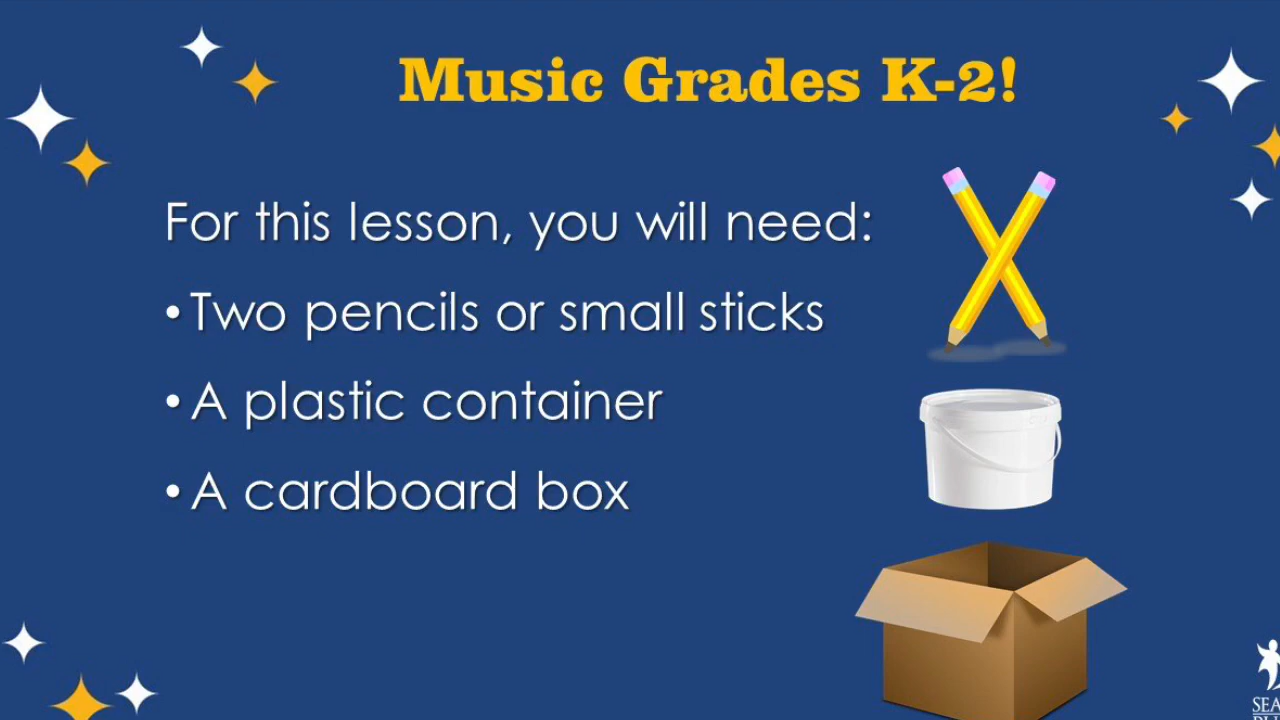 Music Grades K-2!
For this lesson, you will need:
• Two pencils or small sticks
• A plastic container
• A cardboard box